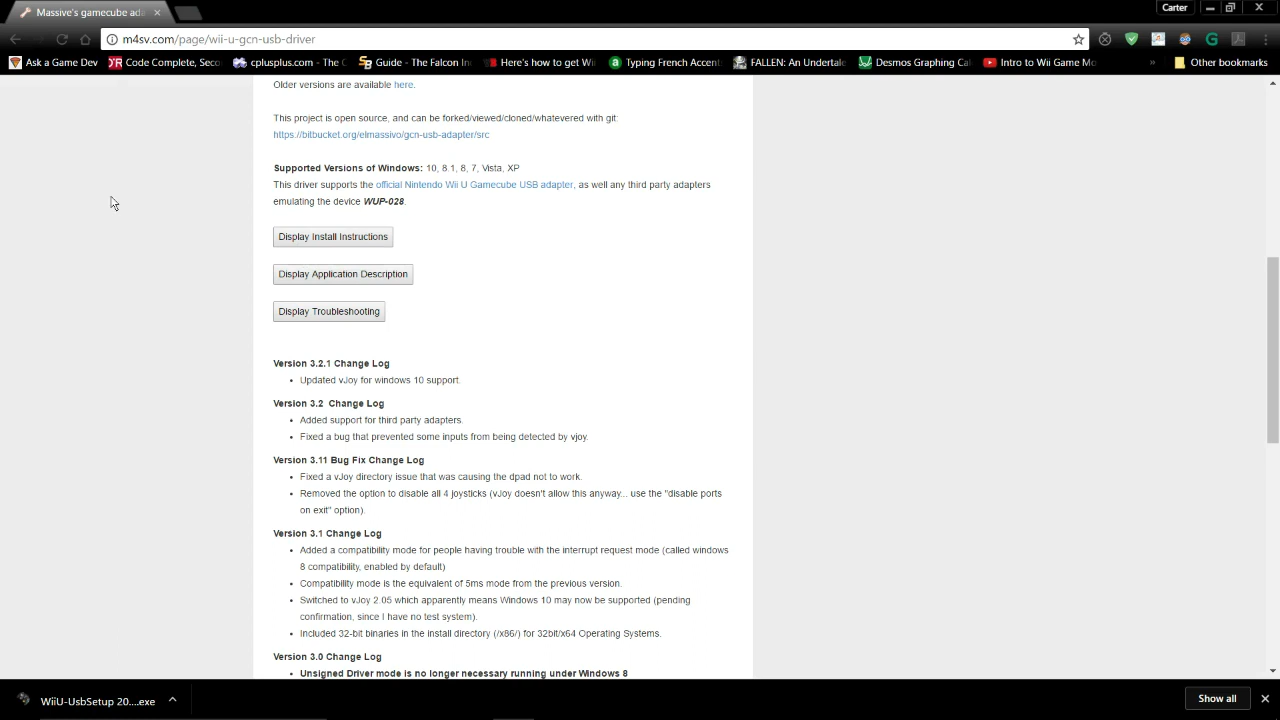 Massive's gamecube ada
Carter
m4sv.com/page/wii-u-gcn-usb-driver
Ask a Game Dev
Code Complete, Seco
cplusplus.com - The C
Guide - The Falcon In
Here's how to get Wi
Typing French Accent
FALLEN: An Undertale
Desmos Graphing Cal
Intro to Wii Game Mo
Other bookmarks
Older versions are available here.
This project is open source, and can be forked/viewed/cloned/whatevered with git:
https://bitbucket.org/elmassivo/gcn-usb-adapter/src
Supported Versions of Windows: 10, 8.1, 8, 7, Vista, XP
This driver supports the official Nintendo Wii U Gamecube USB adapter, as well any third party adapters
emulating the device WUP-028.
Display Install Instructions
Display Application Description
Display Troubleshooting
Version 3.2.1 Change Log
• Updated vJoy for windows 10 support.
Version 3.2 Change Log
• Added support for third party adapters.
• Fixed a bug that prevented some inputs from being detected by vjoy.
Version 3.11 Bug Fix Change Log
• Fixed a vJoy directory issue that was causing the dpad not to work.
• Removed the option to disable all 4 joysticks (vJoy doesn't allow this anyway... use the "disable ports
on exit" option).
Version 3.1 Change Log
• Added a compatibility mode for people having trouble with the interrupt request mode (called windows
8 compatibility, enabled by default)
• Compatibility mode is the equivalent of 5ms mode from the previous version.
• Switched to vJoy 2.05 which apparently means Windows 10 may now be supported (pending
confirmation, since I have no test system).
• Included 32-bit binaries in the install directory (/x86/) for 32bit/x64 Operating Systems.
Version 3.0 Change Log
• Unsigned Driver mode is no longer necessary running under Windows 8
WiiU-UsbSetup 20....exe
Show all